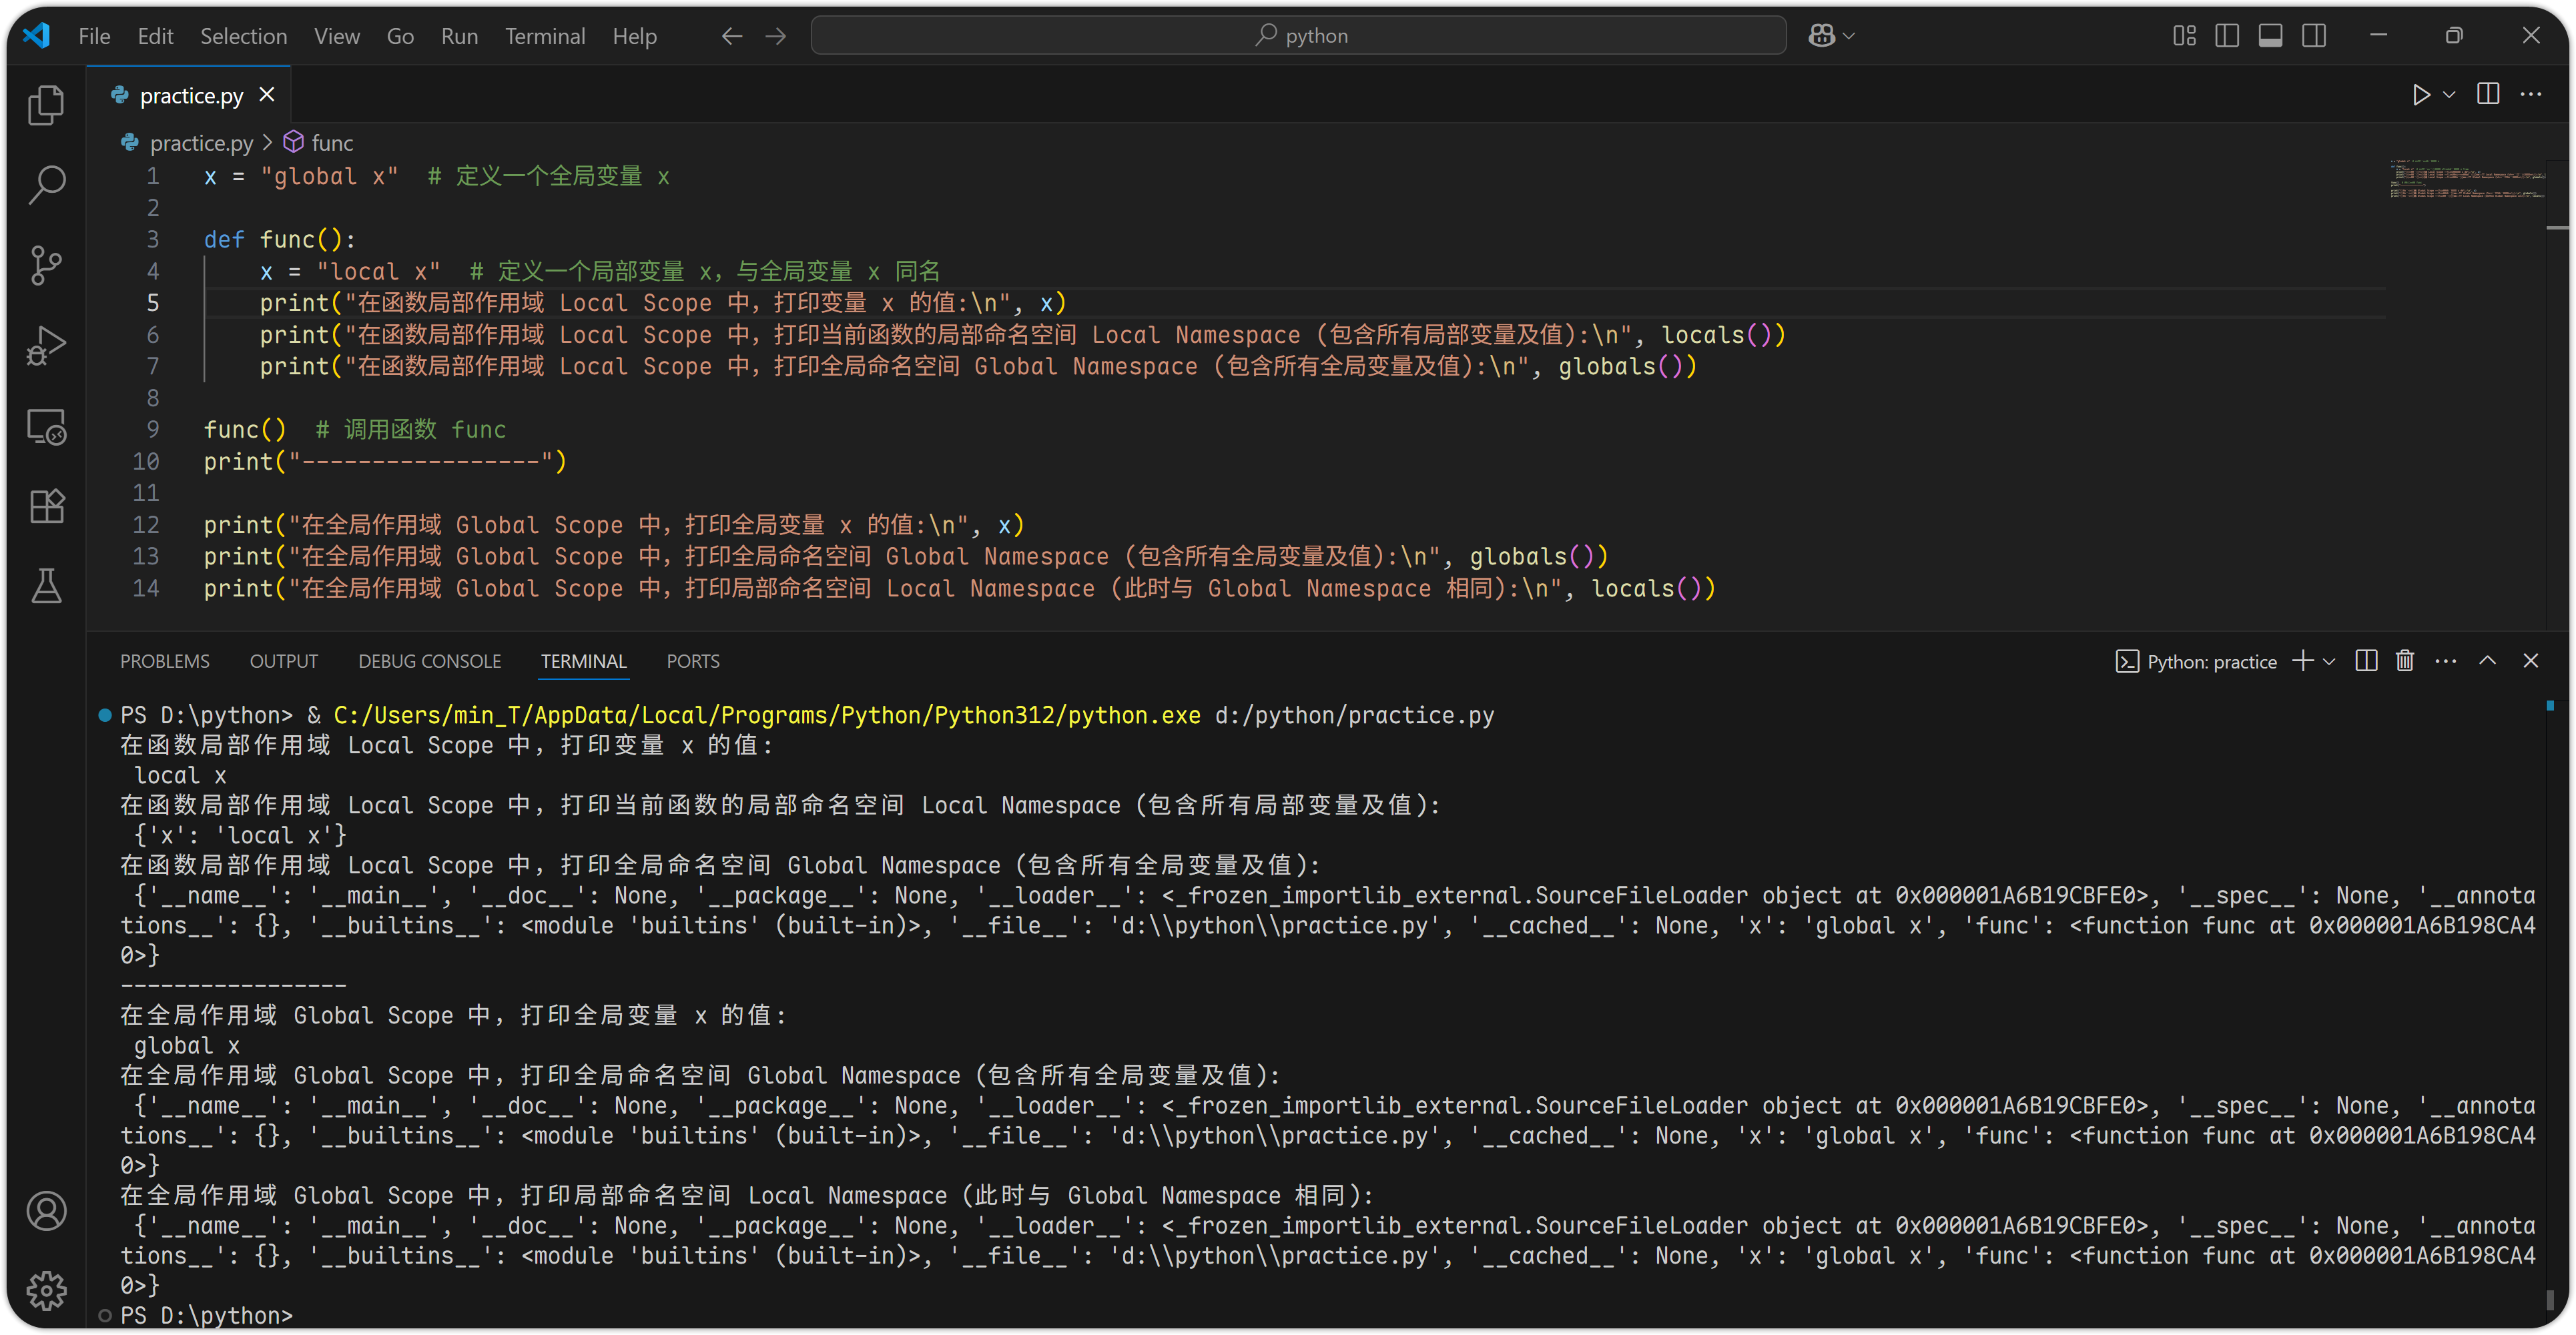 File Edit Selection View Go Run Terminal Help python
practice.py
practice.py > func
1 x = "global x"  # 定义一个全局变量 x
2
3 def func():
4     x = "local x"  # 定义一个局部变量 x，与全局变量 x 同名
5     print("在函数局部作用域 Local Scope 中，打印变量 x 的值:\n", x)
6     print("在函数局部作用域 Local Scope 中，打印当前函数的局部命名空间 Local Namespace (包含所有局部变量及值):\n", locals())
7     print("在函数局部作用域 Local Scope 中，打印全局命名空间 Global Namespace (包含所有全局变量及值):\n", globals())
8
9 func()  # 调用函数 func
10 print("-----------------")
11
12 print("在全局作用域 Global Scope 中，打印全局变量 x 的值:\n", x)
13 print("在全局作用域 Global Scope 中，打印全局命名空间 Global Namespace (包含所有全局变量及值):\n", globals())
14 print("在全局作用域 Global Scope 中，打印局部命名空间 Local Namespace (此时与 Global Namespace 相同):\n", locals())
PROBLEMS OUTPUT DEBUG CONSOLE TERMINAL PORTS Python: practice
PS D:\python> & C:/Users/min_T/AppData/Local/Programs/Python/Python312/python.exe d:/python/practice.py
在函数局部作用域 Local Scope 中，打印变量 x 的值:
 local x
在函数局部作用域 Local Scope 中，打印当前函数的局部命名空间 Local Namespace (包含所有局部变量及值):
 {'x': 'local x'}
在函数局部作用域 Local Scope 中，打印全局命名空间 Global Namespace (包含所有全局变量及值):
 {'__name__': '__main__', '__doc__': None, '__package__': None, '__loader__': <_frozen_importlib_external.SourceFileLoader object at 0x000001A6B19CBFE0>, '__spec__': None, '__annota
tions__': {}, '__builtins__': <module 'builtins' (built-in)>, '__file__': 'd:\\python\\practice.py', '__cached__': None, 'x': 'global x', 'func': <function func at 0x000001A6B198CA4
0>}
-----------------
在全局作用域 Global Scope 中，打印全局变量 x 的值:
 global x
在全局作用域 Global Scope 中，打印全局命名空间 Global Namespace (包含所有全局变量及值):
 {'__name__': '__main__', '__doc__': None, '__package__': None, '__loader__': <_frozen_importlib_external.SourceFileLoader object at 0x000001A6B19CBFE0>, '__spec__': None, '__annota
tions__': {}, '__builtins__': <module 'builtins' (built-in)>, '__file__': 'd:\\python\\practice.py', '__cached__': None, 'x': 'global x', 'func': <function func at 0x000001A6B198CA4
0>}
在全局作用域 Global Scope 中，打印局部命名空间 Local Namespace (此时与 Global Namespace 相同):
 {'__name__': '__main__', '__doc__': None, '__package__': None, '__loader__': <_frozen_importlib_external.SourceFileLoader object at 0x000001A6B19CBFE0>, '__spec__': None, '__annota
tions__': {}, '__builtins__': <module 'builtins' (built-in)>, '__file__': 'd:\\python\\practice.py', '__cached__': None, 'x': 'global x', 'func': <function func at 0x000001A6B198CA4
0>}
PS D:\python>